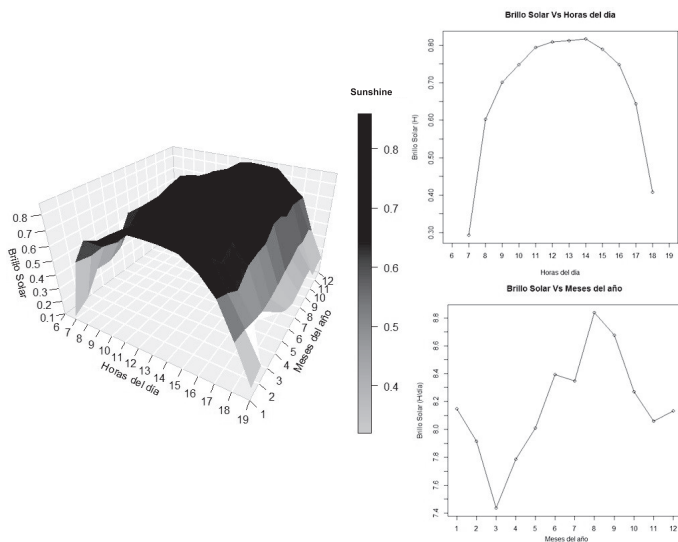 Brillo Solar Vs Horas del dia
Brillo Solar (H)
0.30
0.40
0.50
0.60
0.70
0.80
6 7 8 9 10 11 12 13 14 15 16 17 18 19
Horas del dia
Sunshine
0.8
0.7
0.6
0.5
0.4
Brillo Solar
0.8
0.7
0.6
0.5
0.4
0.3
0.2
0.1
6 7 8 9 10 11 12 13 14 15 16 17 18 19
Horas del día
1 2 3 4 5 6 7 8 9 10 11 12
Meses del año
Brillo Solar Vs Meses del año
Brillo Solar (H/día)
7.4
7.6
7.8
8.0
8.2
8.4
8.6
8.8
1 2 3 4 5 6 7 8 9 10 11 12
Meses del año